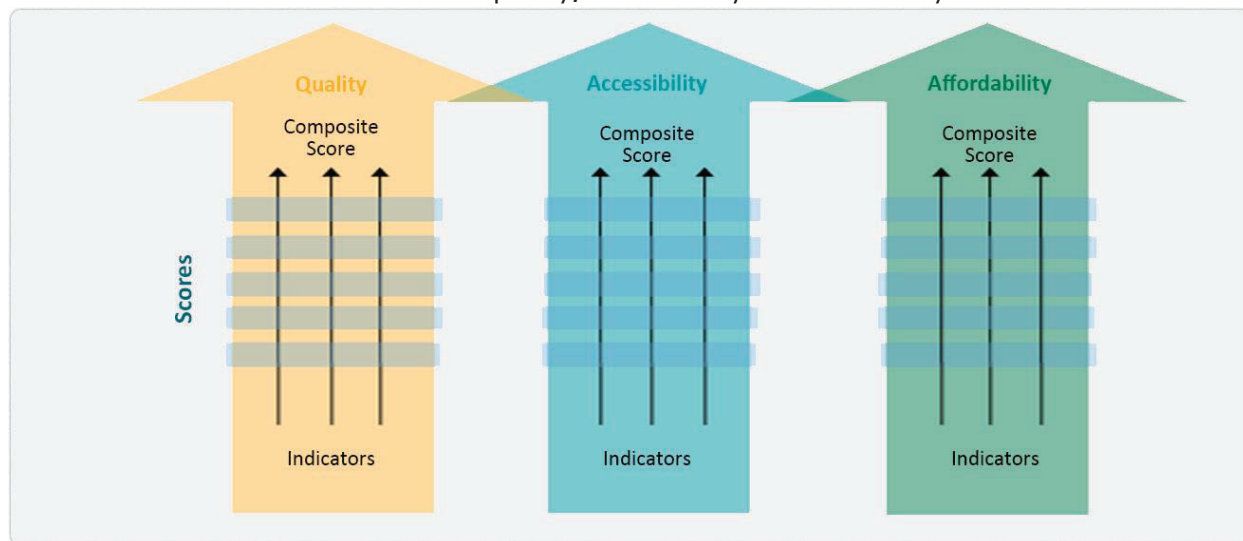 Quality
Accessibility
Affordability
Composite
Score
Composite
Score
Composite
Score
Scores
Indicators
Indicators
Indicators